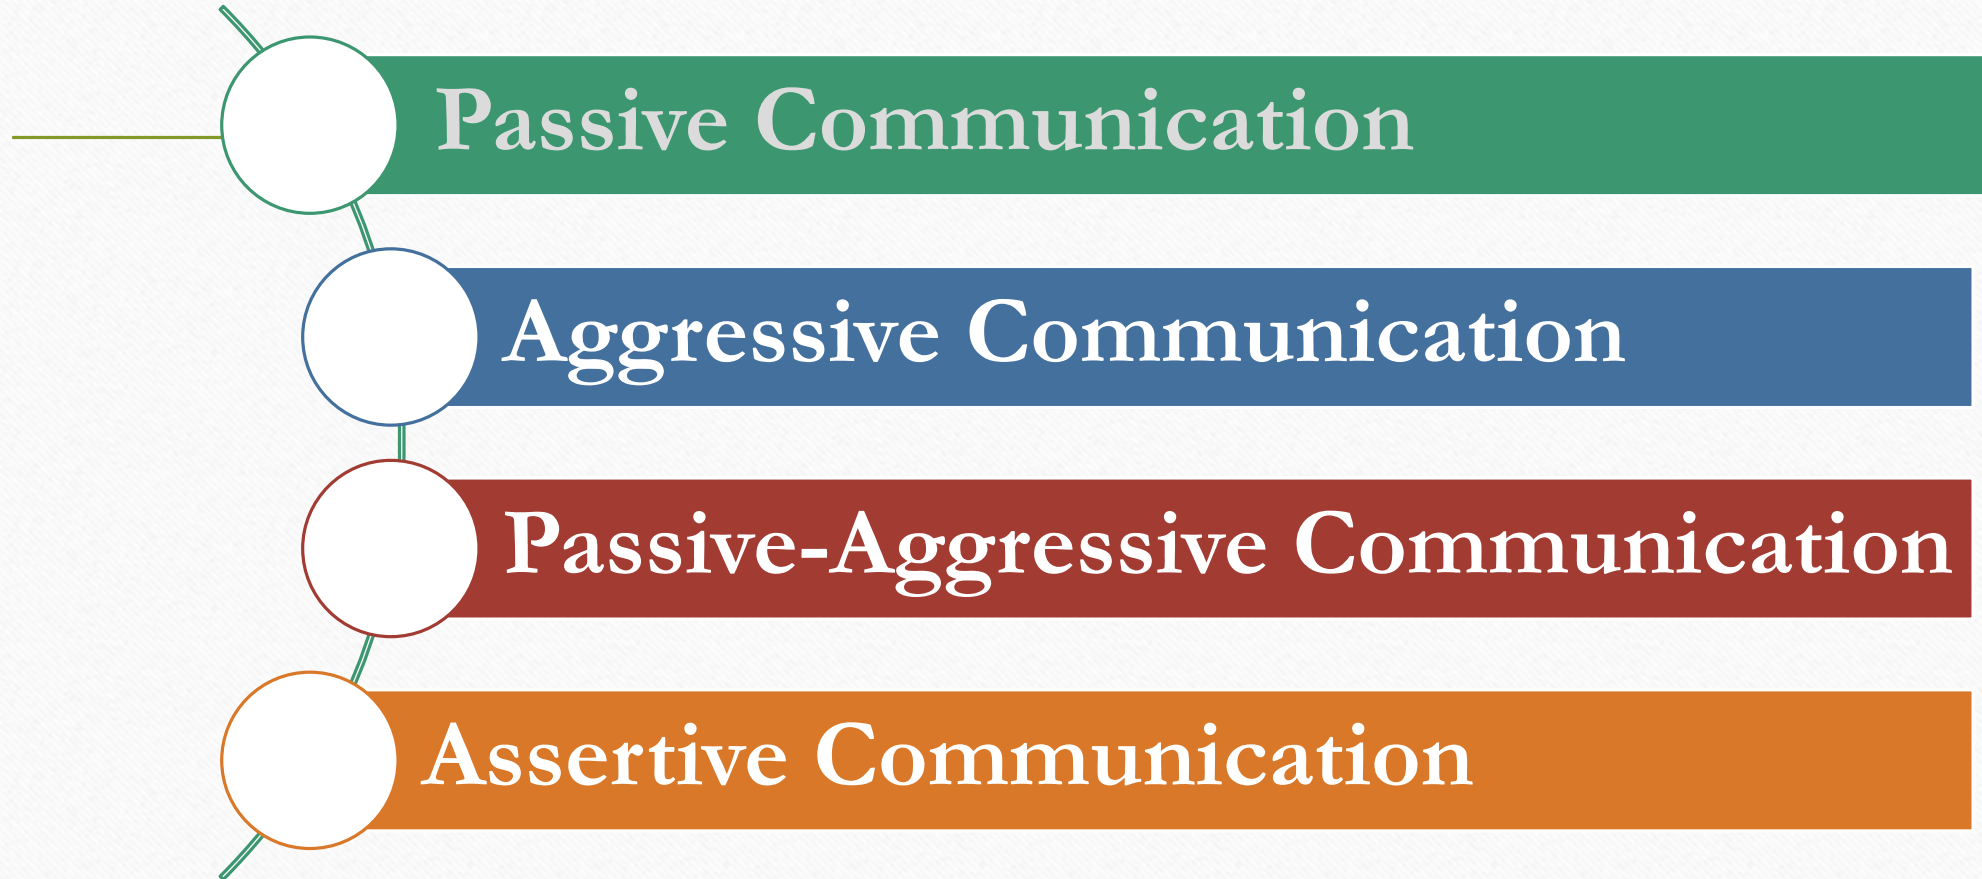 Passive Communication
Aggressive Communication
Passive-Aggressive Communication
Assertive Communication